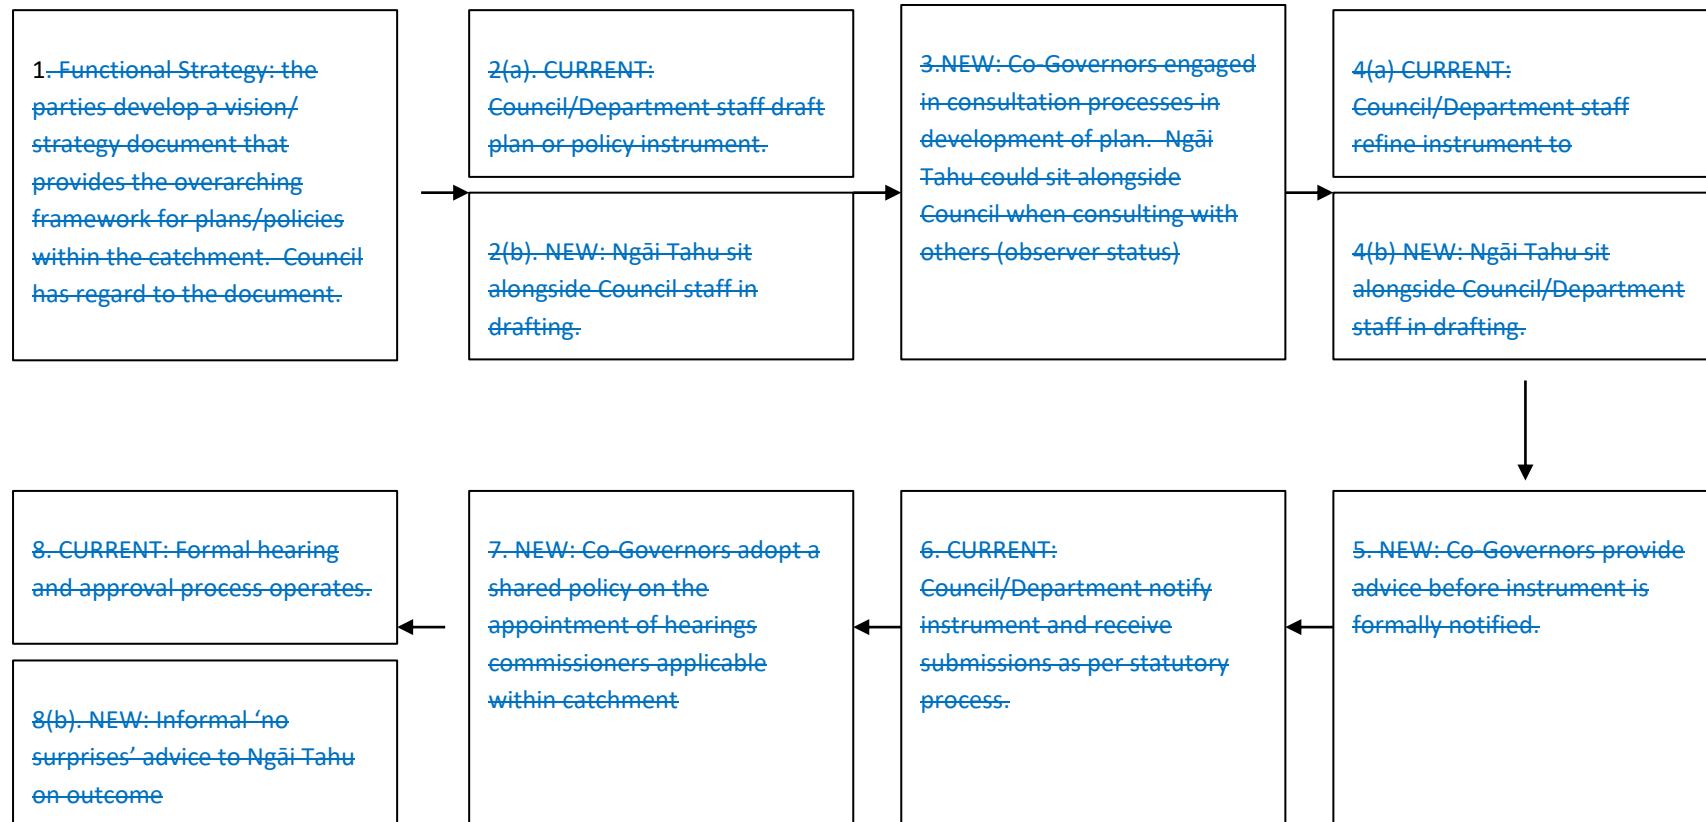 1. Functional Strategy: the
parties develop a vision/
strategy document that
provides the overarching
framework for plans/policies
within the catchment. Council
has regard to the document.
2(a). CURRENT:
Council/Department staff draft
plan or policy instrument.
2(b). NEW: Ngāi Tahu sit
alongside Council staff in
drafting.
3.NEW: Co-Governors engaged
in consultation processes in
development of plan. Ngāi
Tahu could sit alongside
Council when consulting with
others (observer status)
4(a) CURRENT:
Council/Department staff
refine instrument to
4(b) NEW: Ngāi Tahu sit
alongside Council/Department
staff in drafting.
5. NEW: Co-Governors provide
advice before instrument is
formally notified.
6. CURRENT:
Council/Department notify
instrument and receive
submissions as per statutory
process.
7. NEW: Co-Governors adopt a
shared policy on the
appointment of hearings
commissioners applicable
within catchment
8. CURRENT: Formal hearing
and approval process operates.
8(b). NEW: Informal ‘no
surprises’ advice to Ngāi Tahu
on outcome